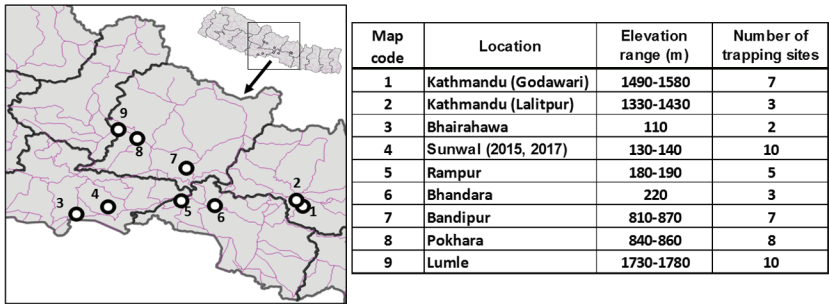 9
8
7
2
3
4
5
6
1
Map code Location Elevation range (m) Number of trapping sites
1 Kathmandu (Godawari) 1490-1580 7
2 Kathmandu (Lalitpur) 1330-1430 3
3 Bhairahawa 110 2
4 Sunwal (2015, 2017) 130-140 10
5 Rampur 180-190 5
6 Bhandara 220 3
7 Bandipur 810-870 7
8 Pokhara 840-860 8
9 Lumle 1730-1780 10